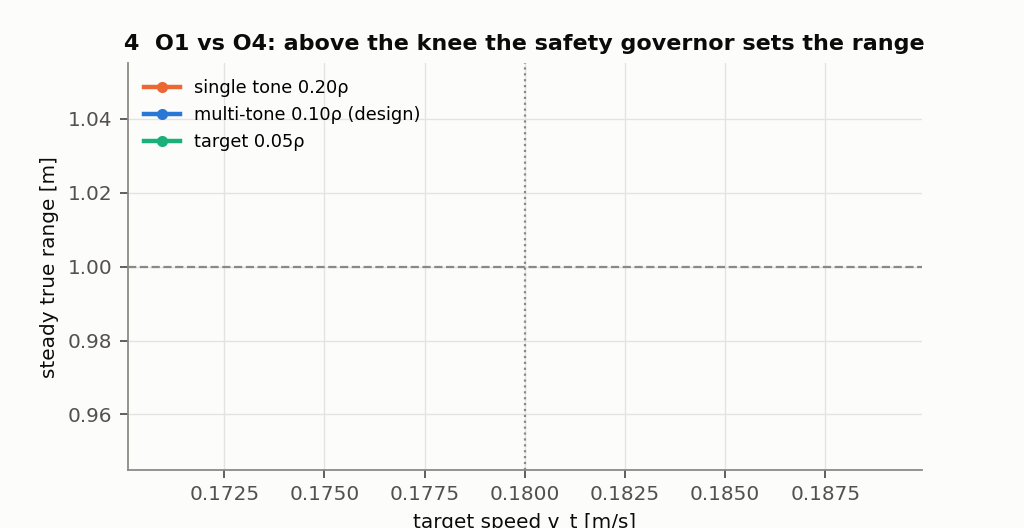 4 O1 vs O4: above the knee the safety governor sets the range
single tone 0.20ρ
multi-tone 0.10ρ (design)
target 0.05ρ
steady true range [m]
1.04
1.02
1.00
0.98
0.96
0.1725 0.1750 0.1775 0.1800 0.1825 0.1850 0.1875
target speed v_t [m/s]